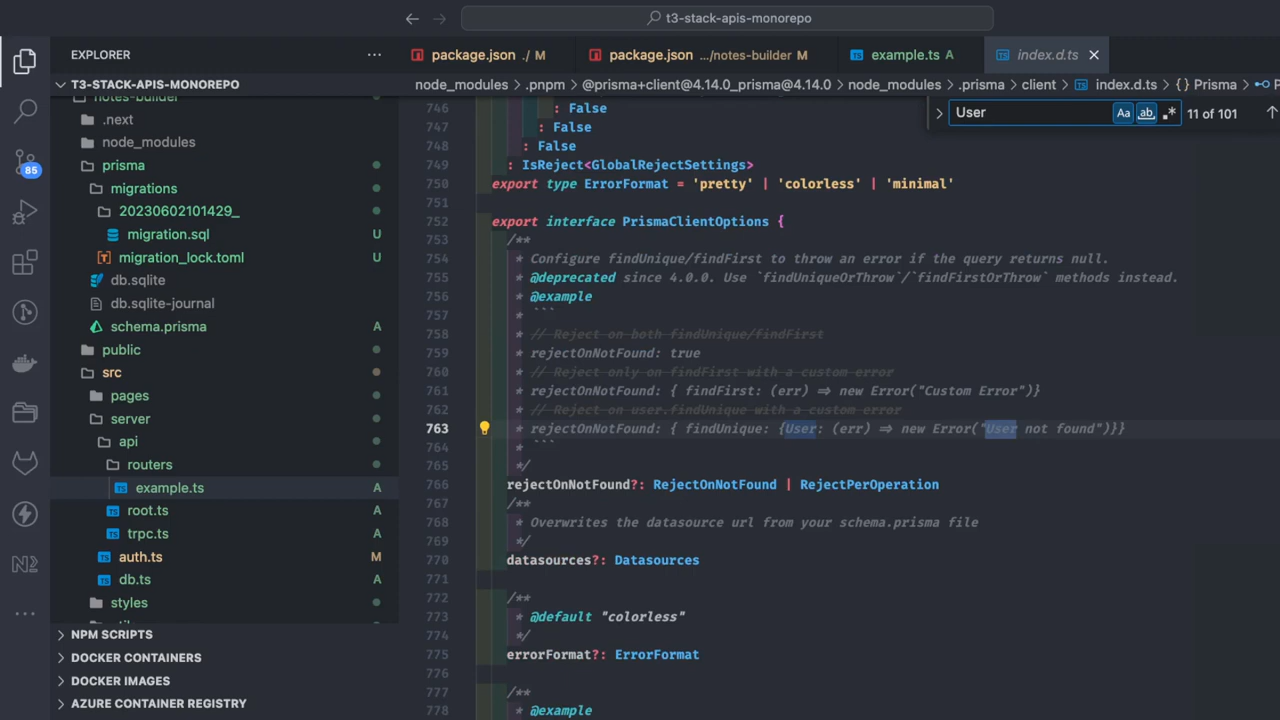 t3-stack-apis-monorepo
EXPLORER
package.json ./ M
package.json .../notes-builder M
example.ts A
index.d.ts
T3-STACK-APIS-MONOREPO
notes-builder
.next
node_modules
prisma
migrations
20230602101429_
migration.sql U
migration_lock.toml U
db.sqlite
db.sqlite-journal
schema.prisma A
public
src
pages
server
api
routers
example.ts A
root.ts A
trpc.ts A
auth.ts M
db.ts A
styles
NPM SCRIPTS
DOCKER CONTAINERS
DOCKER IMAGES
AZURE CONTAINER REGISTRY
85
node_modules > .pnpm > @prisma+client@4.14.0_prisma@4.14.0 > node_modules > .prisma > client > index.d.ts > {} Prisma >
User Aa ab 11 of 101
746 : False
747 : False
748 : False
749 : IsReject<GlobalRejectSettings>
750 export type ErrorFormat = 'pretty' | 'colorless' | 'minimal'
751
752 export interface PrismaClientOptions {
753 /**
754 * Configure findUnique/findFirst to throw an error if the query returns null.
755 * @deprecated since 4.0.0. Use `findUniqueOrThrow`/`findFirstOrThrow` methods instead.
756 * @example
757 * ```
758 * // Reject on both findUnique/findFirst
759 * rejectOnNotFound: true
760 * // Reject only on findFirst with a custom error
761 * rejectOnNotFound: { findFirst: (err) => new Error("Custom Error")}
762 * // Reject on user.findUnique with a custom error
763 * rejectOnNotFound: { findUnique: {User: (err) => new Error("User not found")}}
764 * ```
765 */
766 rejectOnNotFound?: RejectOnNotFound | RejectPerOperation
767 /**
768 * Overwrites the datasource url from your schema.prisma file
769 */
770 datasources?: Datasources
771
772 /**
773 * @default "colorless"
774 */
775 errorFormat?: ErrorFormat
776
777 /**
778 * @example